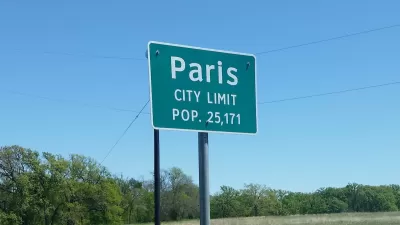 Paris
CITY LIMIT
POP. 25,171